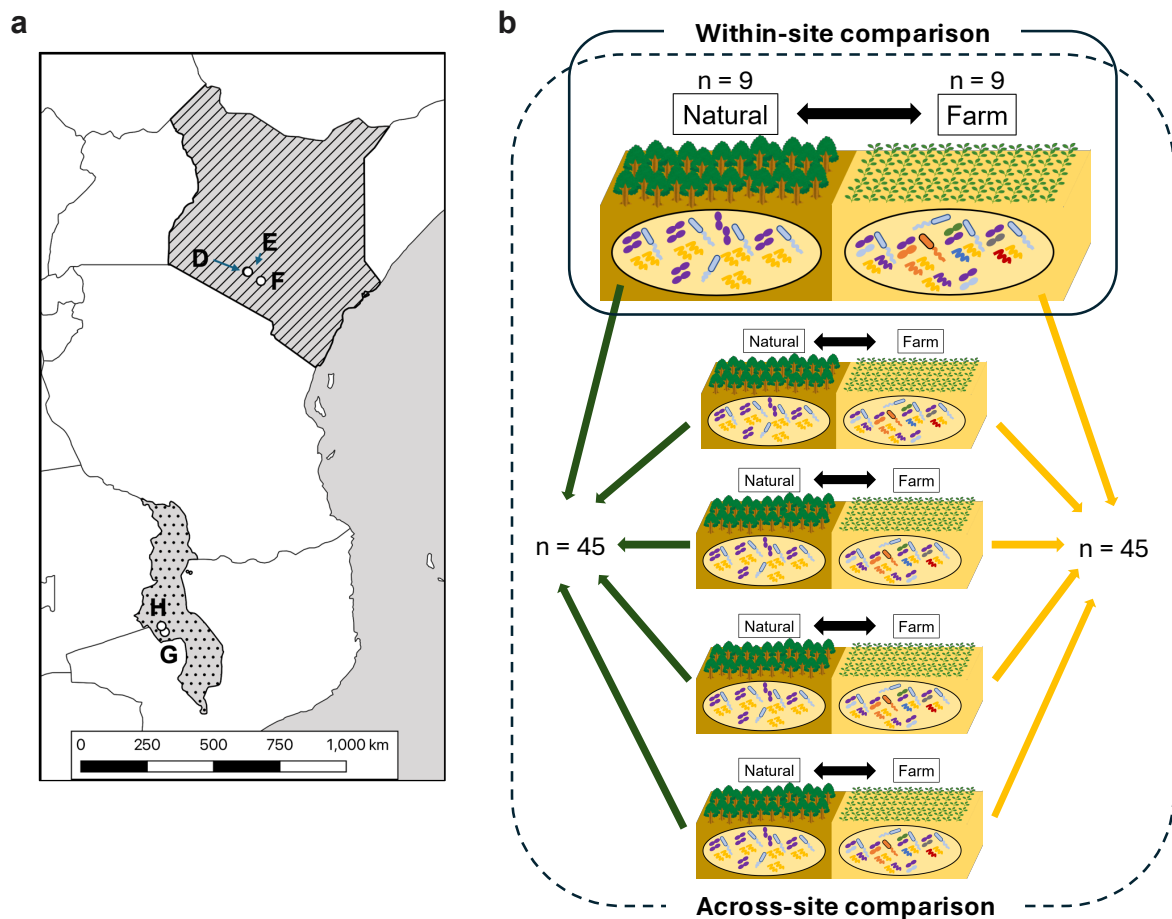 a
D
E
F
H
G
0 250 500 750 1,000 km
b
Within-site comparison
n = 9 n = 9
Natural Farm
Natural Farm
Natural Farm
n = 45 n = 45
Natural Farm
Natural Farm
Across-site comparison